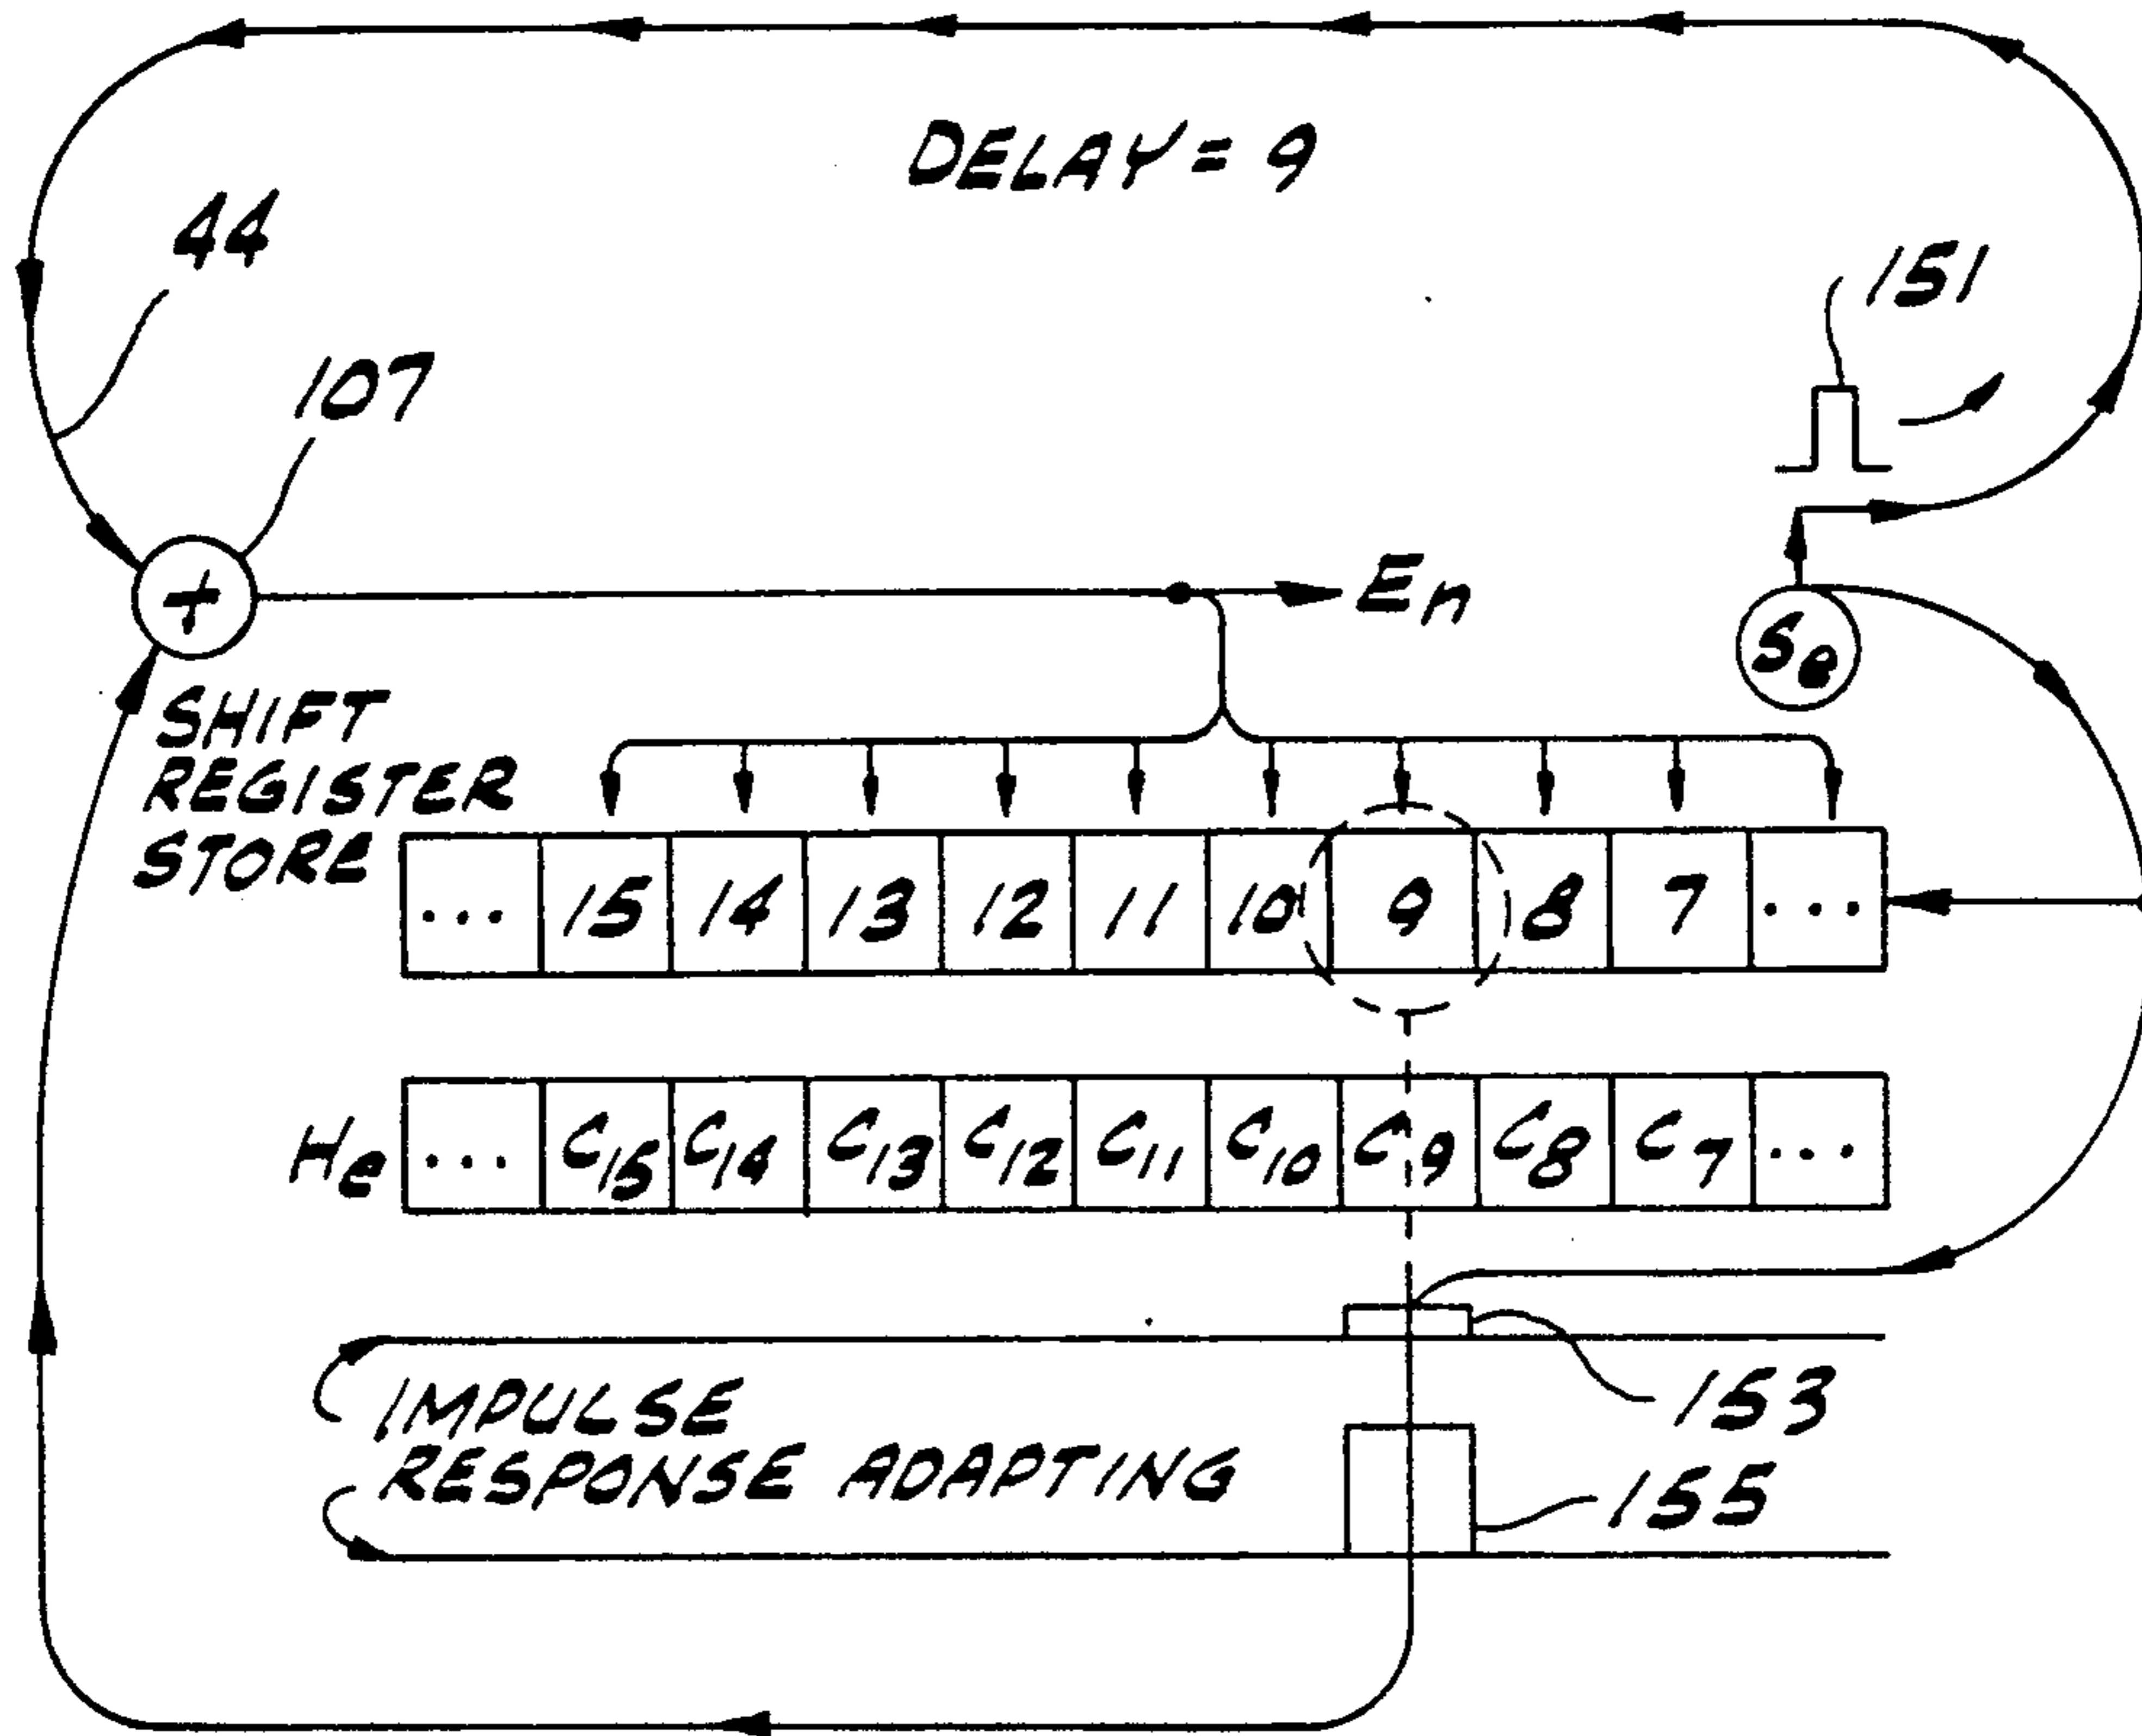 DELAY = 9
44
151
107
+
En
Se
SHIFT
REGISTER
STORE
... 15 14 13 12 11 10 9 8 7 ...
He ... C15 C14 C13 C12 C11 C10 C9 C8 C7 ...
IMPULSE
RESPONSE ADAPTING
153
155